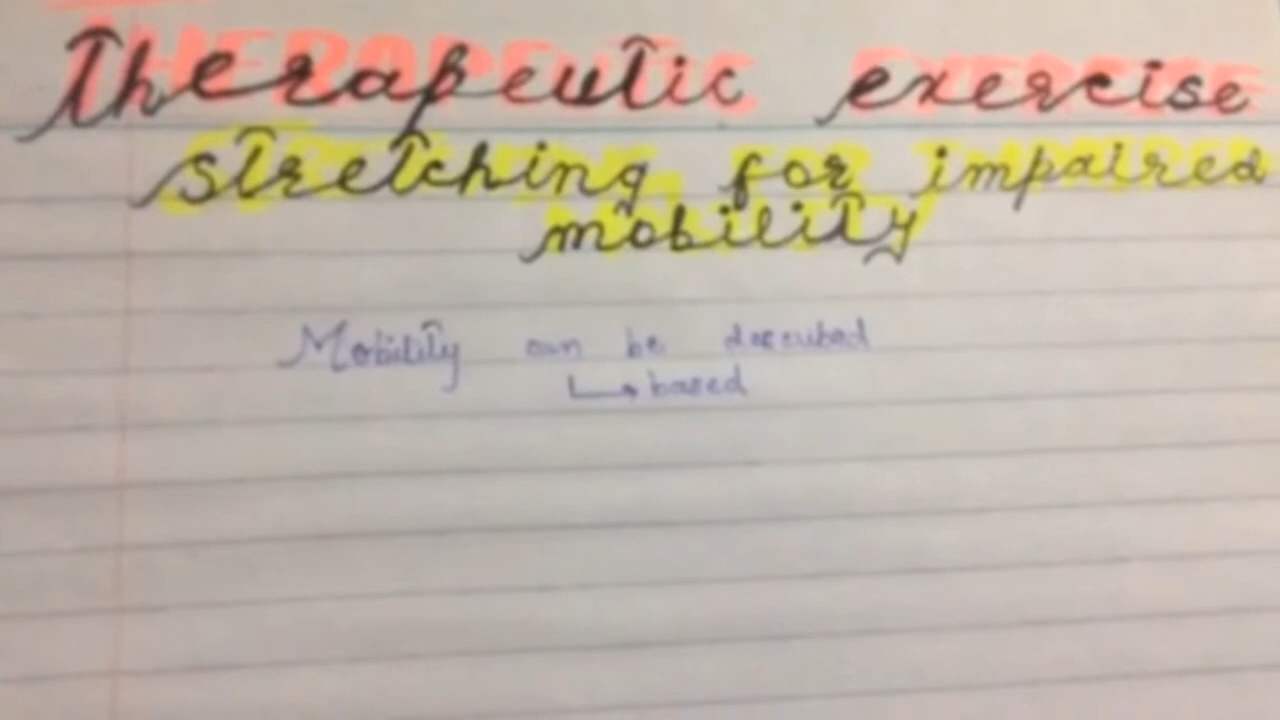 Therapeutic exercise
stretching for impaired
mobility
Mobility can be described
↳ based